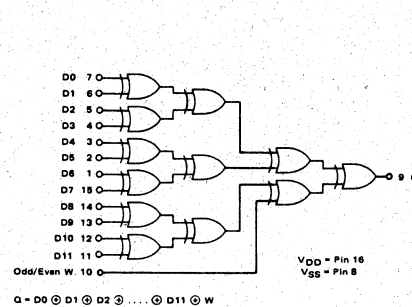 D0 7
D1 6
D2 5
D3 4
D4 3
D5 2
D6 1
D7 15
D8 14
D9 13
D10 12
D11 11
Odd/Even W. 10
9
VDD = Pin 16
VSS = Pin 8
Q = D0 ⊕ D1 ⊕ D2 ⊕ . . . . ⊕ D11 ⊕ W